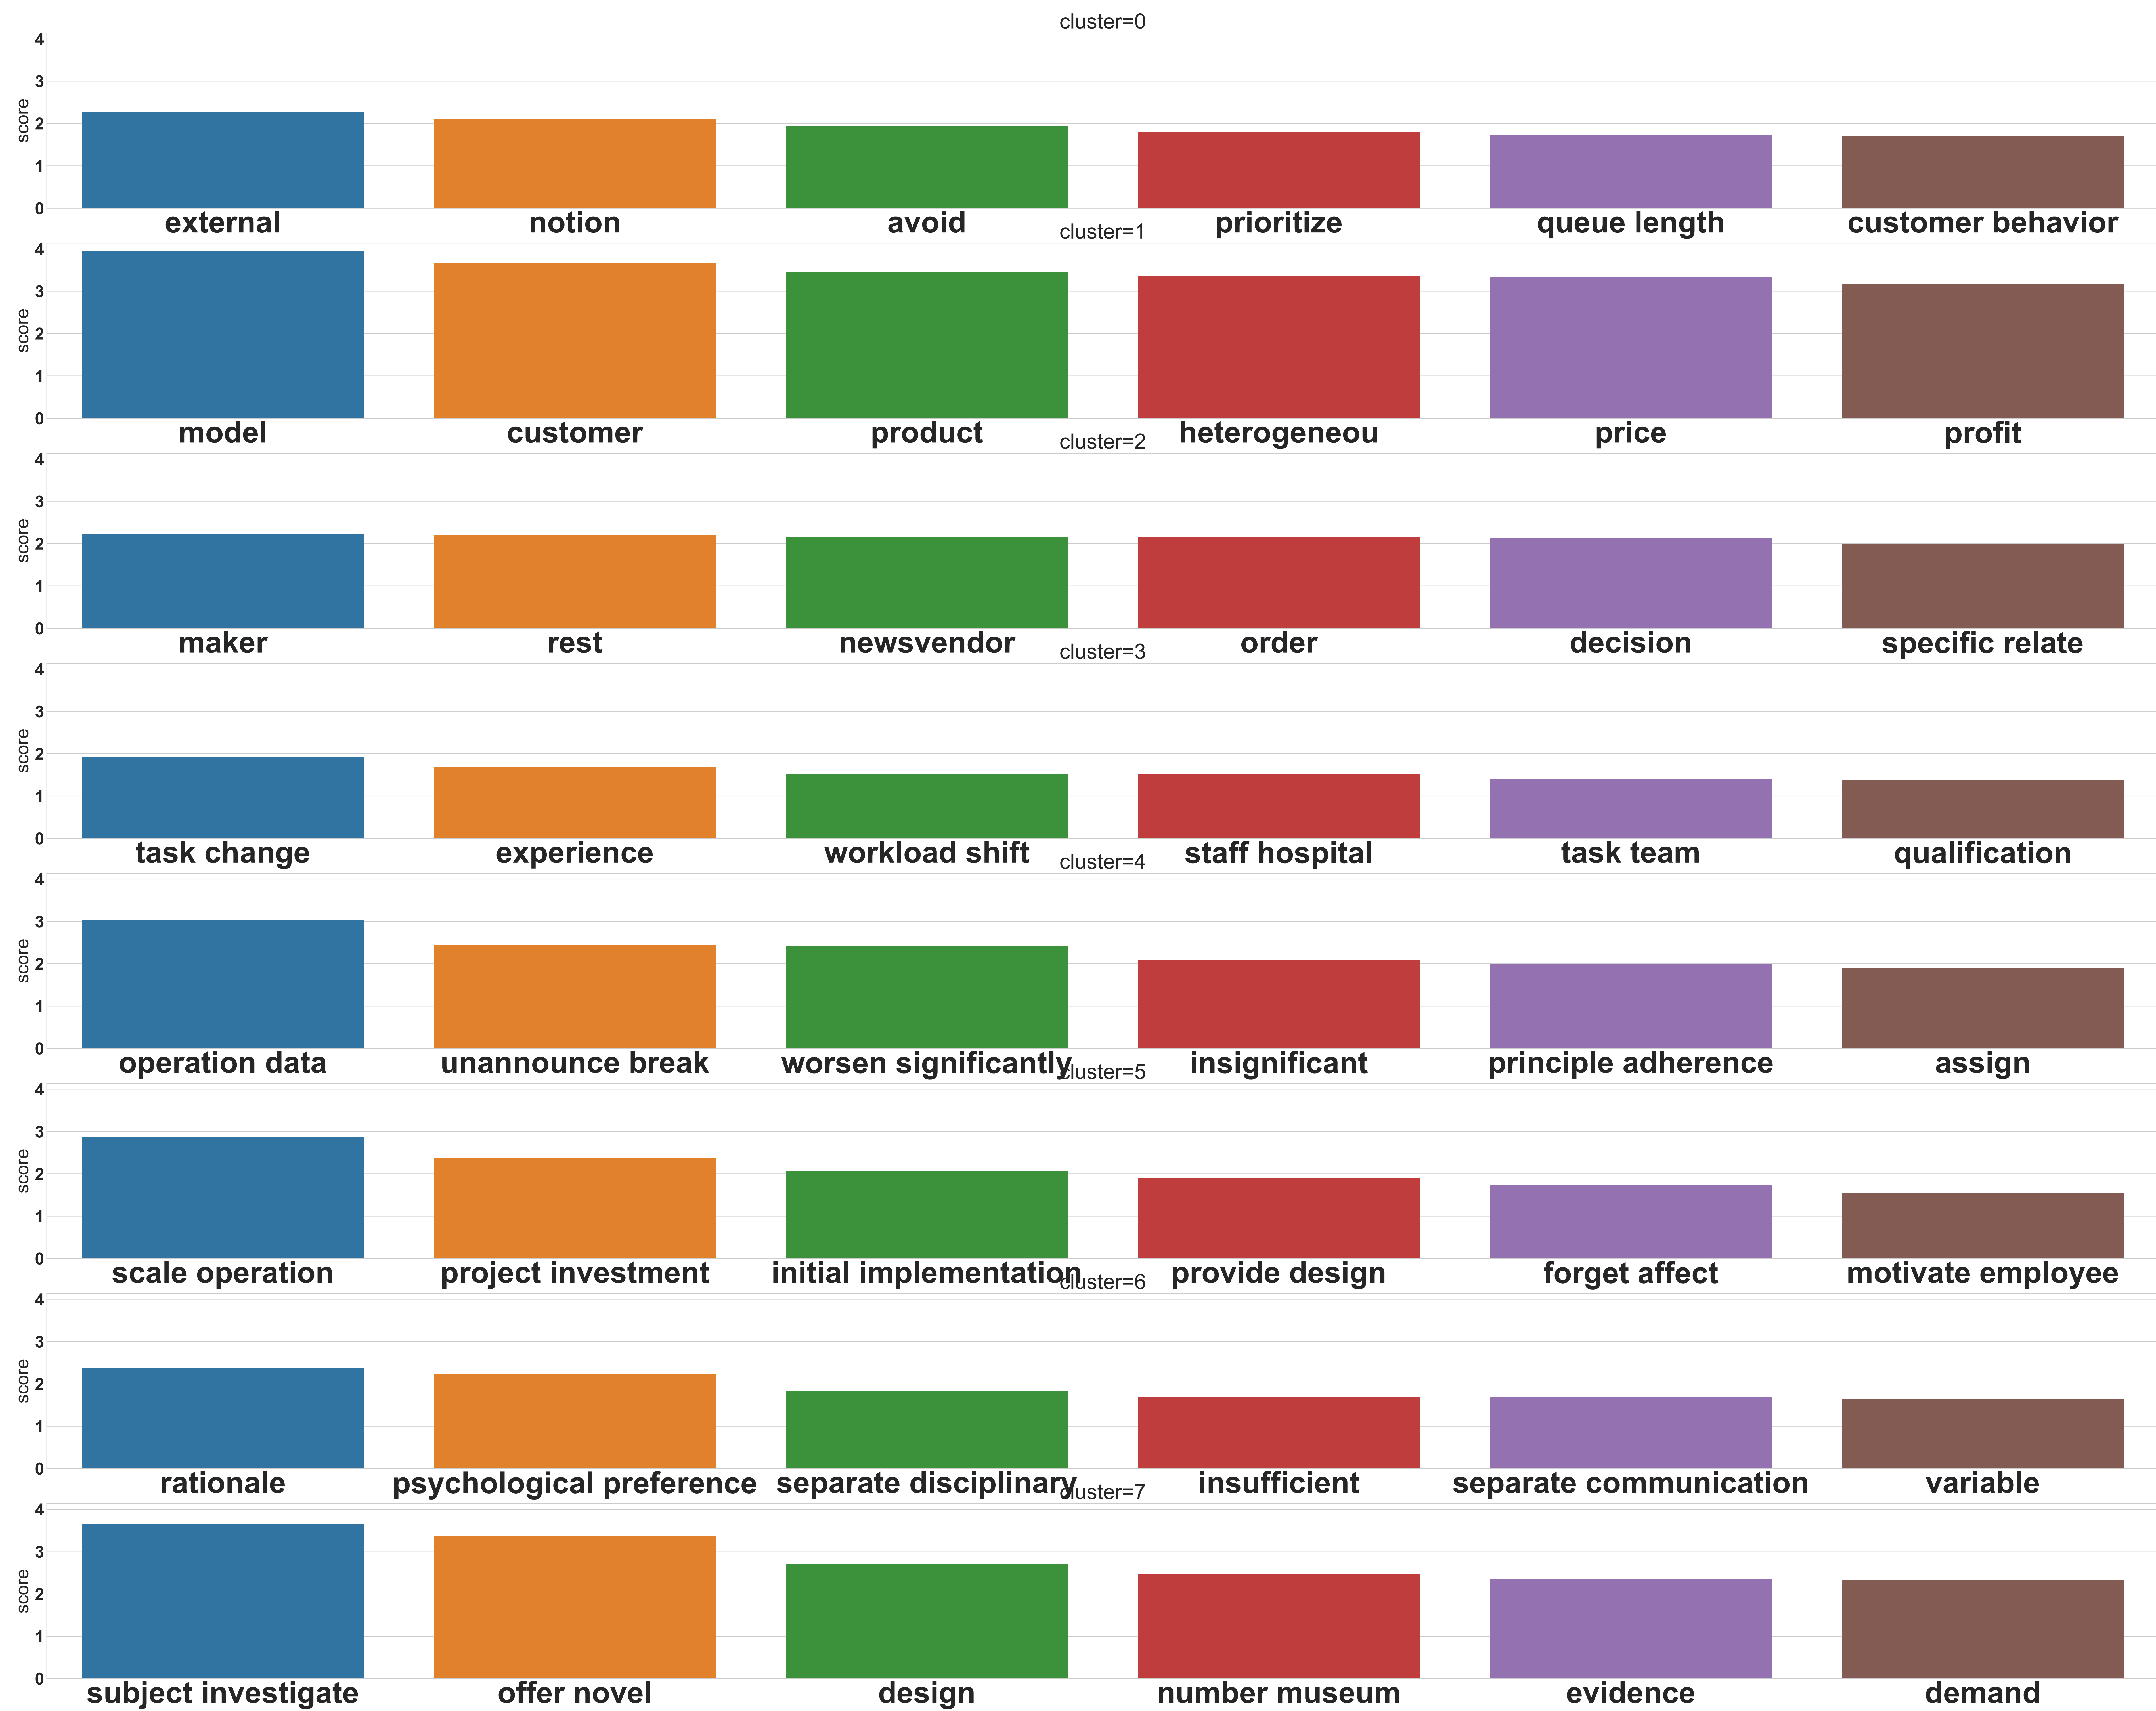 cluster=0
4
3
2
1
0
score
external notion avoid prioritize queue length customer behavior
cluster=1
4
3
2
1
0
score
model customer product heterogeneou price profit
cluster=2
4
3
2
1
0
score
maker rest newsvendor order decision specific relate
cluster=3
4
3
2
1
0
score
task change experience workload shift staff hospital task team qualification
cluster=4
4
3
2
1
0
score
operation data unannounce break worsen significantly insignificant principle adherence assign
cluster=5
4
3
2
1
0
score
scale operation project investment initial implementation provide design forget affect motivate employee
cluster=6
4
3
2
1
0
score
rationale psychological preference separate disciplinary insufficient separate communication variable
cluster=7
4
3
2
1
0
score
subject investigate offer novel design number museum evidence demand